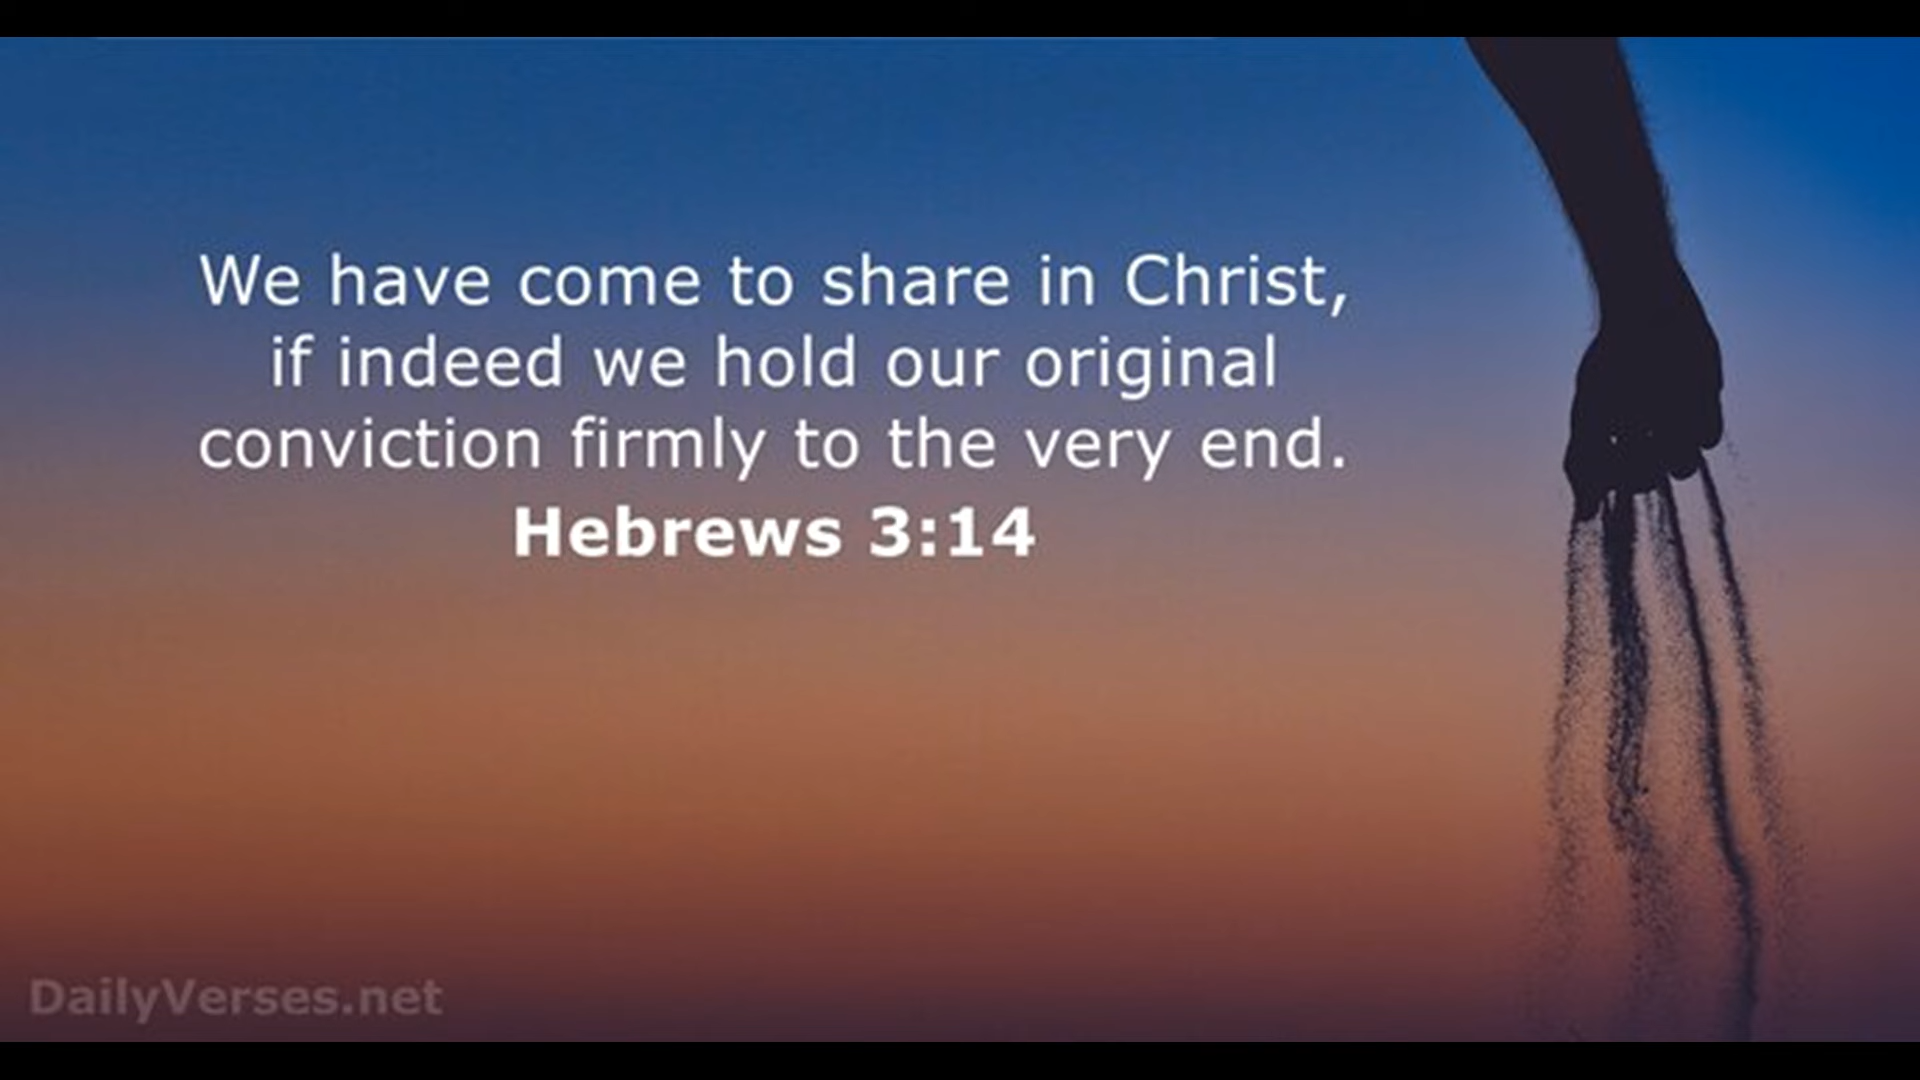 We have come to share in Christ,
if indeed we hold our original
conviction firmly to the very end.
Hebrews 3:14
DailyVerses.net